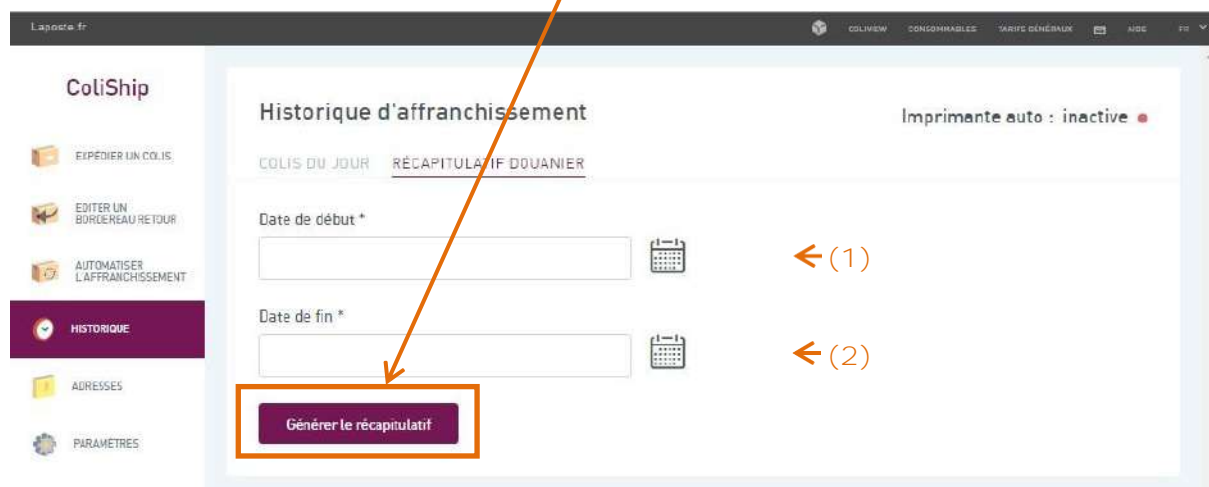 Laposte.fr
COLIVIEW CONSOMMABLES TARIFS GÉNÉRAUX AIDE FR
ColiShip
Historique d'affranchissement
Imprimante auto : inactive
EXPÉDIER UN COLIS
COLIS DU JOUR RÉCAPITULATIF DOUANIER
EDITER UN
BORDEREAU RETOUR
Date de début *
(1)
AUTOMATISER
L'AFFRANCHISSEMENT
HISTORIQUE
Date de fin *
(2)
ADRESSES
Générer le récapitulatif
PARAMÈTRES